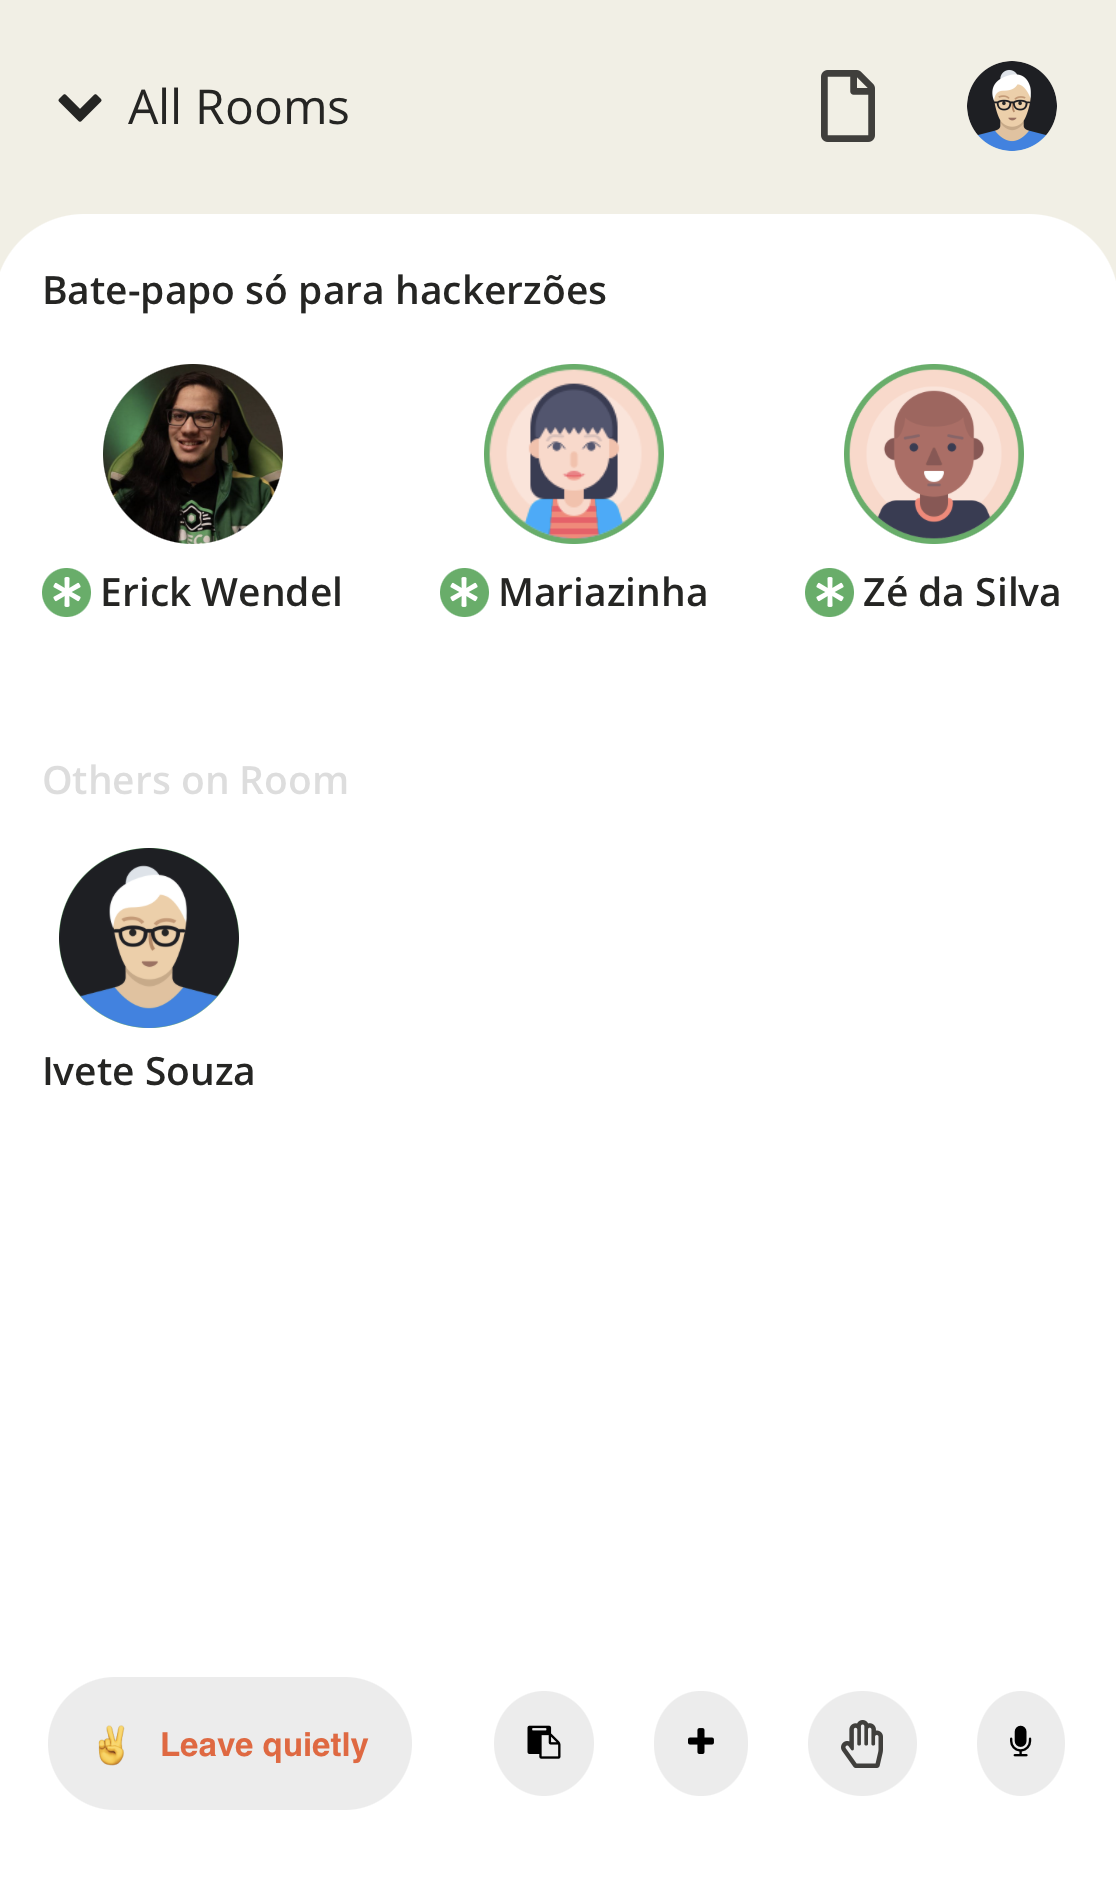 All Rooms
Bate-papo só para hackerzões
Erick Wendel
Mariazinha
Zé da Silva
Others on Room
Ivete Souza
✌️ Leave quietly